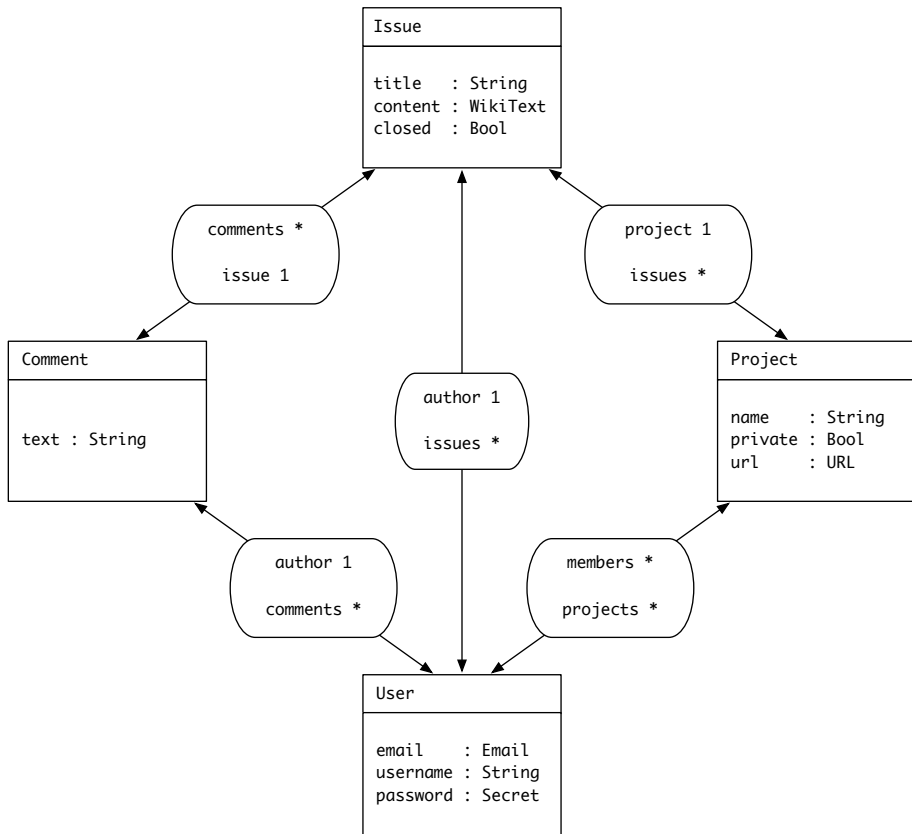 Issue
title : String
content : WikiText
closed : Bool
comments *
issue 1
project 1
issues *
Comment
text : String
author 1
issues *
Project
name : String
private : Bool
url : URL
author 1
comments *
members *
projects *
User
email : Email
username : String
password : Secret